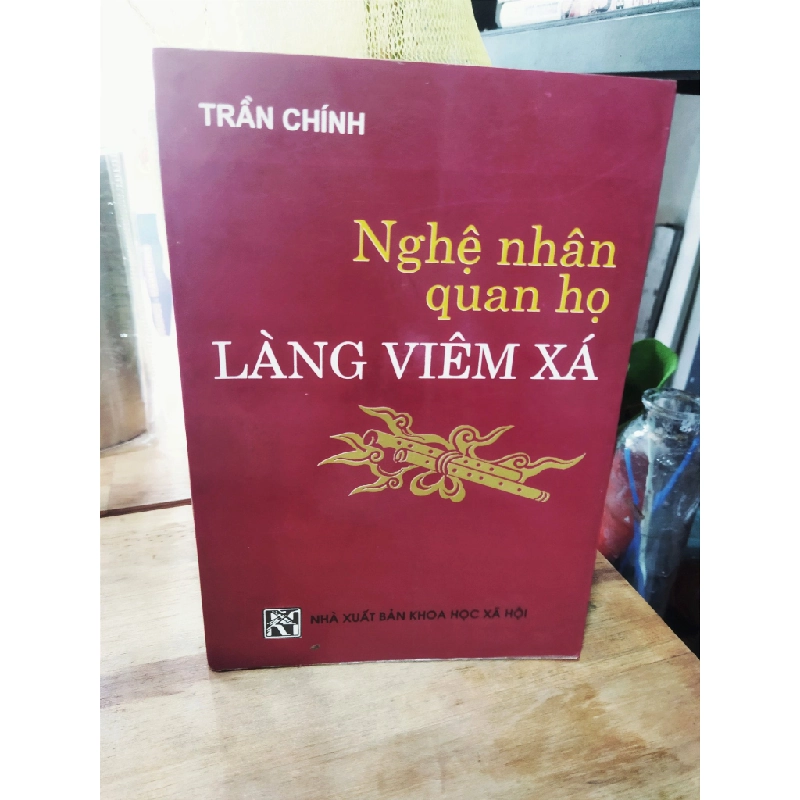 TRẦN CHÍNH
Nghệ nhân
quan họ
LÀNG VIÊM XÁ
NHÀ XUẤT BẢN KHOA HỌC XÃ HỘI